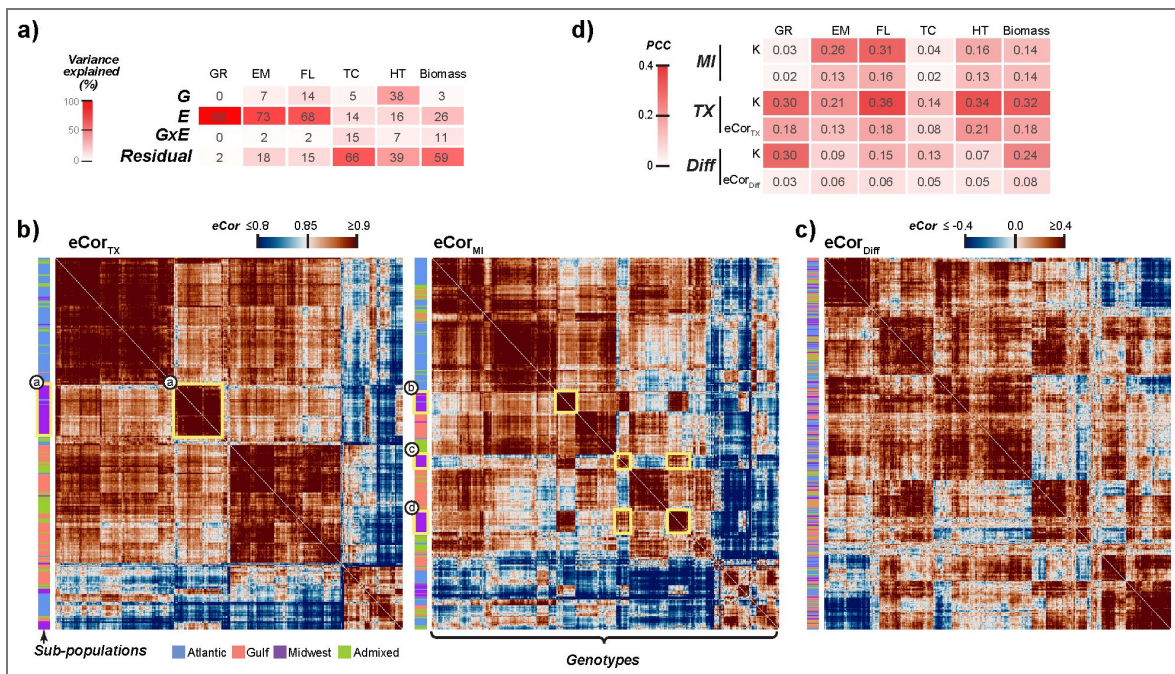 a)
Variance
explained
(%)
100
50
0
GR EM FL TC HT Biomass
G 0 7 14 5 38 3
E 98 73 68 14 16 26
GxE 0 2 2 15 7 11
Residual 2 18 15 66 39 59
d)
PCC
0.4
0.2
0
GR EM FL TC HT Biomass
MI K 0.03 0.26 0.31 0.04 0.16 0.14
0.02 0.13 0.16 0.02 0.13 0.14
TX K 0.30 0.21 0.36 0.14 0.34 0.32
eCorTX 0.18 0.13 0.18 0.08 0.21 0.18
Diff K 0.30 0.09 0.15 0.13 0.07 0.24
eCorDiff 0.03 0.06 0.06 0.05 0.05 0.08
b)
eCor ≤0.8 0.85 ≥0.9
eCorTX
eCorMI
a
a
b
c
d
c)
eCor ≤ -0.4 0.0 ≥0.4
eCorDiff
Sub-populations
Atlantic Gulf Midwest Admixed
Genotypes